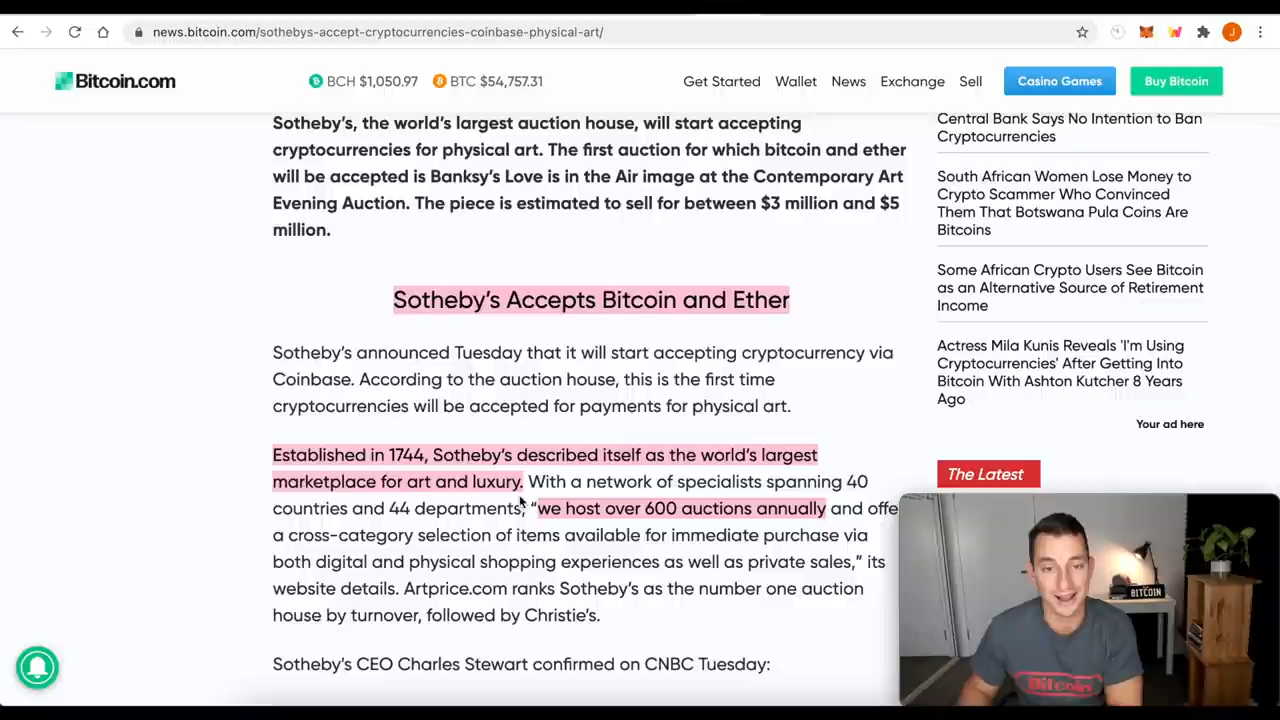 news.bitcoin.com/sothebys-accept-cryptocurrencies-coinbase-physical-art/
J
Bitcoin.com
BCH $1,050.97
BTC $54,757.31
Get Started
Wallet
News
Exchange
Sell
Casino Games
Buy Bitcoin
Sotheby's, the world's largest auction house, will start accepting
cryptocurrencies for physical art. The first auction for which bitcoin and ether
will be accepted is Banksy's Love is in the Air image at the Contemporary Art
Evening Auction. The piece is estimated to sell for between $3 million and $5
million.
Sotheby's Accepts Bitcoin and Ether
Sotheby's announced Tuesday that it will start accepting cryptocurrency via
Coinbase. According to the auction house, this is the first time
cryptocurrencies will be accepted for payments for physical art.
Established in 1744, Sotheby's described itself as the world's largest
marketplace for art and luxury. With a network of specialists spanning 40
countries and 44 departments, “we host over 600 auctions annually and offe
a cross-category selection of items available for immediate purchase via
both digital and physical shopping experiences as well as private sales,” its
website details. Artprice.com ranks Sotheby's as the number one auction
house by turnover, followed by Christie's.
Sotheby's CEO Charles Stewart confirmed on CNBC Tuesday:
Central Bank Says No Intention to Ban
Cryptocurrencies
South African Women Lose Money to
Crypto Scammer Who Convinced
Them That Botswana Pula Coins Are
Bitcoins
Some African Crypto Users See Bitcoin
as an Alternative Source of Retirement
Income
Actress Mila Kunis Reveals 'I'm Using
Cryptocurrencies' After Getting Into
Bitcoin With Ashton Kutcher 8 Years
Ago
Your ad here
The Latest
BITCOIN
Bitcoin